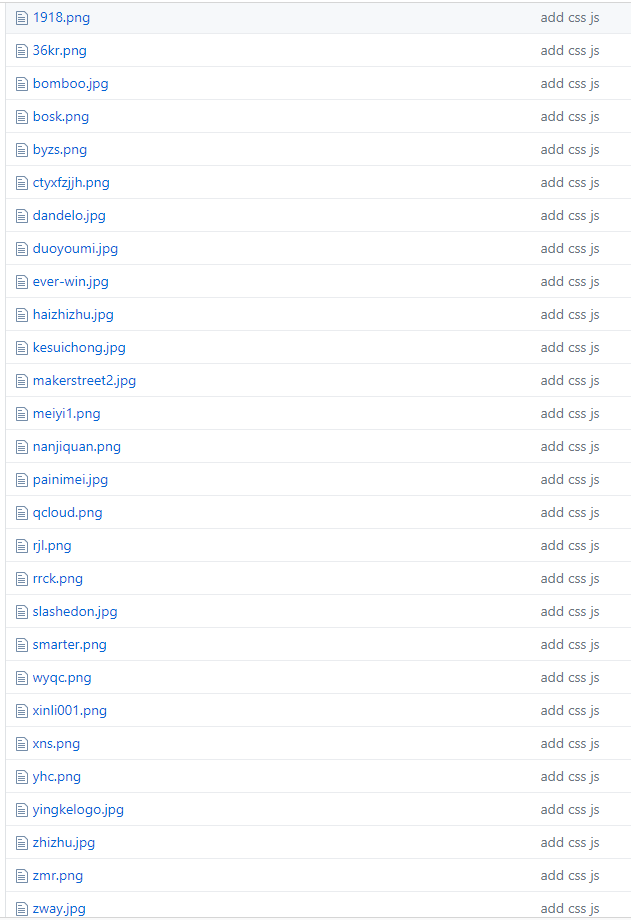 1918.png add css js
36kr.png add css js
bomboo.jpg add css js
bosk.png add css js
byzs.png add css js
ctyxfzjjh.png add css js
dandelo.jpg add css js
duoyoumi.jpg add css js
ever-win.jpg add css js
haizhizhu.jpg add css js
kesuichong.jpg add css js
makerstreet2.jpg add css js
meiyi1.png add css js
nanjiquan.png add css js
painimei.jpg add css js
qcloud.png add css js
rjl.png add css js
rrck.png add css js
slashedon.jpg add css js
smarter.png add css js
wyqc.png add css js
xinli001.png add css js
xns.png add css js
yhc.png add css js
yingkelogo.jpg add css js
zhizhu.jpg add css js
zmr.png add css js
zway.jpg add css js